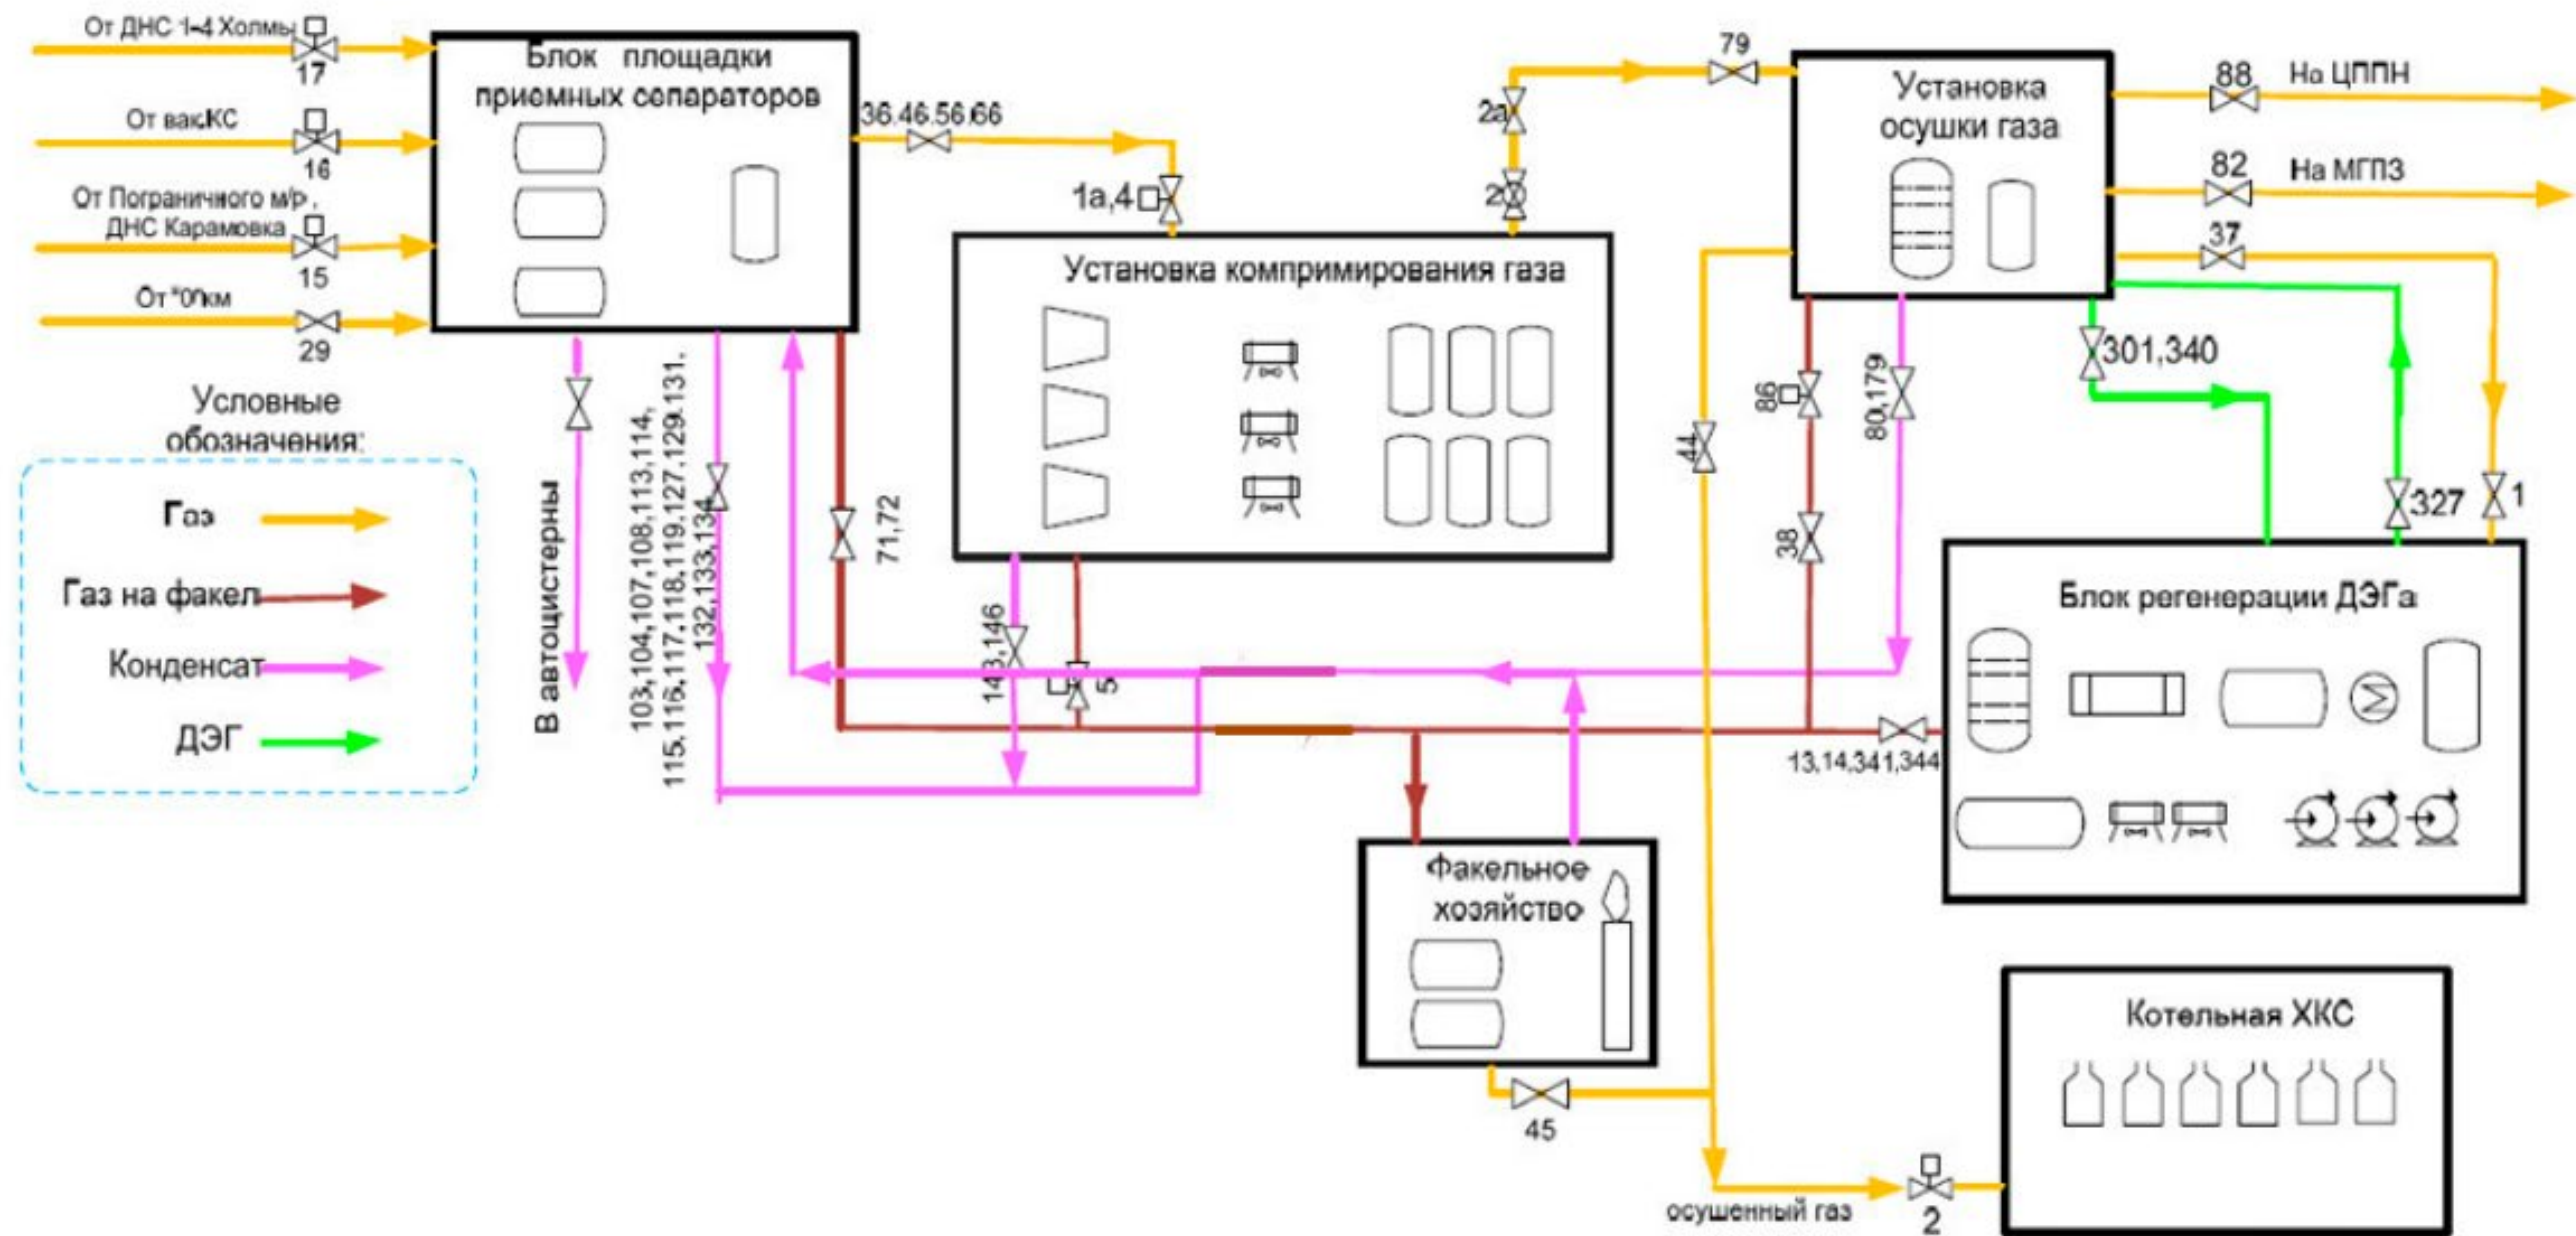 От ДНС 1-4 Холмы
17
От вак.КС
16
От Пограничного м/р.
ДНС Карамовка
15
От "0"км
29
Блок площадки
приемных сепараторов
36.46.56.66
1а,4
2а
79
Установка
осушки газа
88
На ЦППН
82
На МГПЗ
37
Установка компримирования газа
301,340
327
1
86
80,179
44
38
Условные
обозначения:
Газ
Газ на факел
Конденсат
ДЭГ
В автоцистерны
103,104,107,108,113,114,
115.116.117.118.119.127.129.131.
132,133,134
71,72
5
13,14,341,344
Блок регенерации ДЭГа
М
Факельное
хозяйство
45
осушенный газ
2
Котельная ХКС